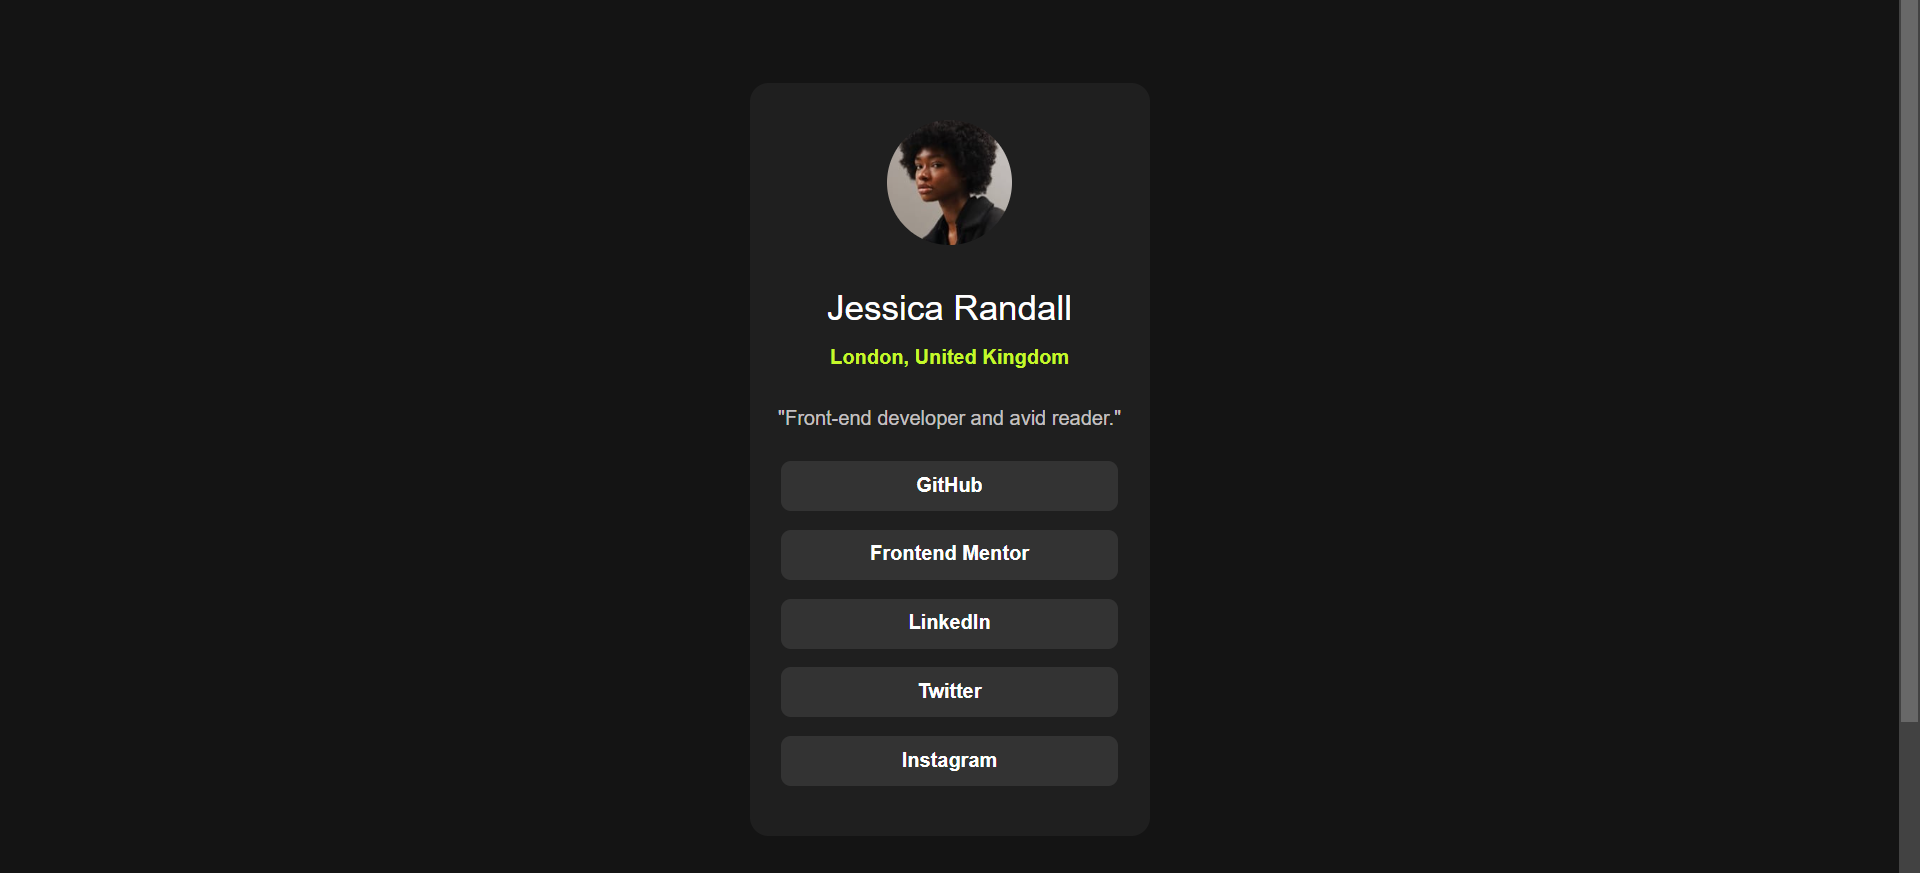 Jessica Randall
London, United Kingdom
"Front-end developer and avid reader."
GitHub
Frontend Mentor
LinkedIn
Twitter
Instagram